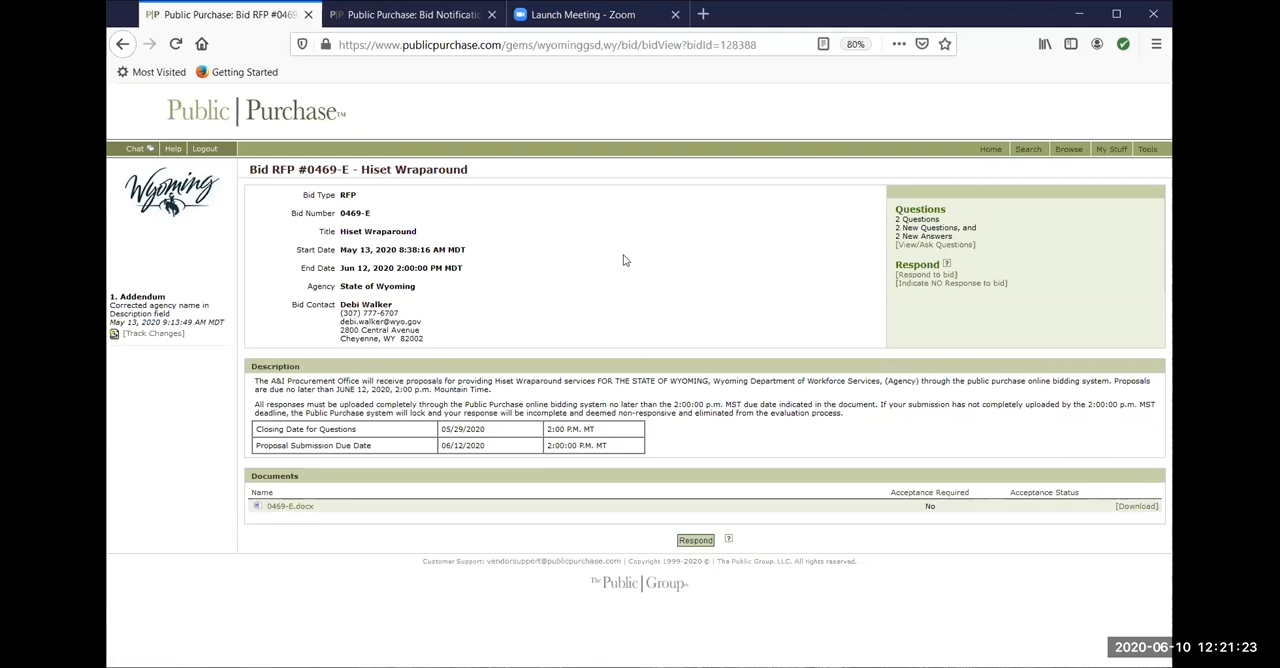 Public Purchase: Bid RFP #0469
Public Purchase: Bid Notificatio
Launch Meeting - Zoom
https://www.publicpurchase.com/gems/wyominggsd,wy/bid/bidView?bidId=128388
80%
Most Visited
Getting Started
Public | Purchase TM
Chat
Help
Logout
Home
Search
Browse
My Stuff
Tools
Wyoming
Bid RFP #0469-E - Hiset Wraparound
Bid Type RFP
Bid Number 0469-E
Title Hiset Wraparound
Start Date May 13, 2020 8:38:16 AM MDT
End Date Jun 12, 2020 2:00:00 PM MDT
Agency State of Wyoming
Bid Contact Debi Walker
(307) 777-6707
debi.walker@wyo.gov
2800 Central Avenue
Cheyenne, WY 82002
Questions
2 Questions
2 New Questions, and
2 New Answers
[View/Ask Questions]
Respond ?
[Respond to bid]
[Indicate NO Response to bid]
1. Addendum
Corrected agency name in
Description field
May 13, 2020 9:13:49 AM MDT
[Track Changes]
Description
The A&I Procurement Office will receive proposals for providing Hiset Wraparound services FOR THE STATE OF WYOMING, Wyoming Department of Workforce Services, (Agency) through the public purchase online bidding system. Proposals
are due no later than JUNE 12, 2020, 2:00 p.m. Mountain Time.
All responses must be uploaded completely through the Public Purchase online bidding system no later than the 2:00:00 p.m. MST due date indicated in the document. If your submission has not completely uploaded by the 2:00:00 p.m. MST
deadline, the Public Purchase system will lock and your response will be incomplete and deemed non-responsive and eliminated from the evaluation process.
Closing Date for Questions 05/29/2020 2:00 P.M. MT
Proposal Submission Due Date 06/12/2020 2:00:00 P.M. MT
Documents
Name Acceptance Required Acceptance Status
0469-E.docx No [Download]
Respond ?
Customer Support: vendorsupport@publicpurchase.com | Copyright 1999-2020 © | The Public Group, LLC. All rights reserved.
The Public | Group
2020-06-10 12:21:23